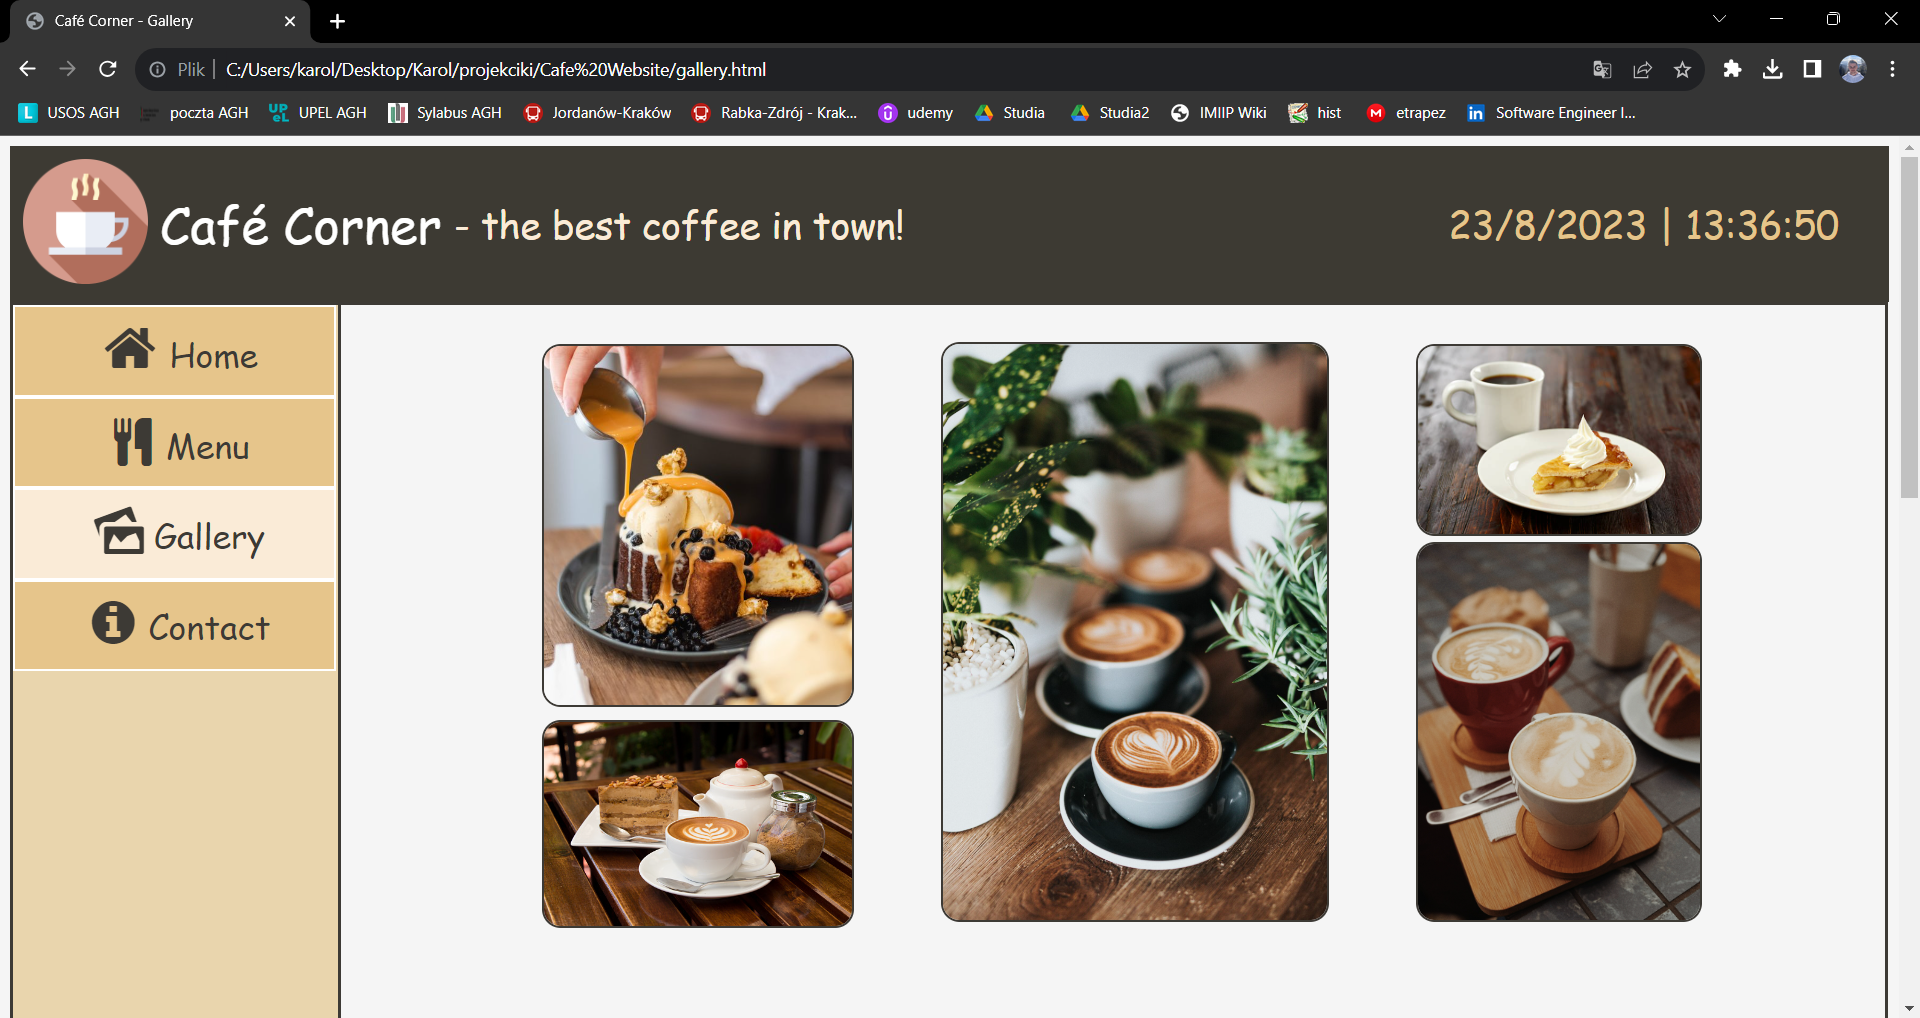 Café Corner - Gallery
Plik | C:/Users/karol/Desktop/Karol/projekciki/Cafe%20Website/gallery.html
USOS AGH poczta AGH UPEL AGH Sylabus AGH Jordanów-Kraków Rabka-Zdrój - Krak... udemy Studia Studia2 IMIIP Wiki hist etrapez Software Engineer I...
Café Corner - the best coffee in town! 23/8/2023 | 13:36:50
Home
Menu
Gallery
Contact